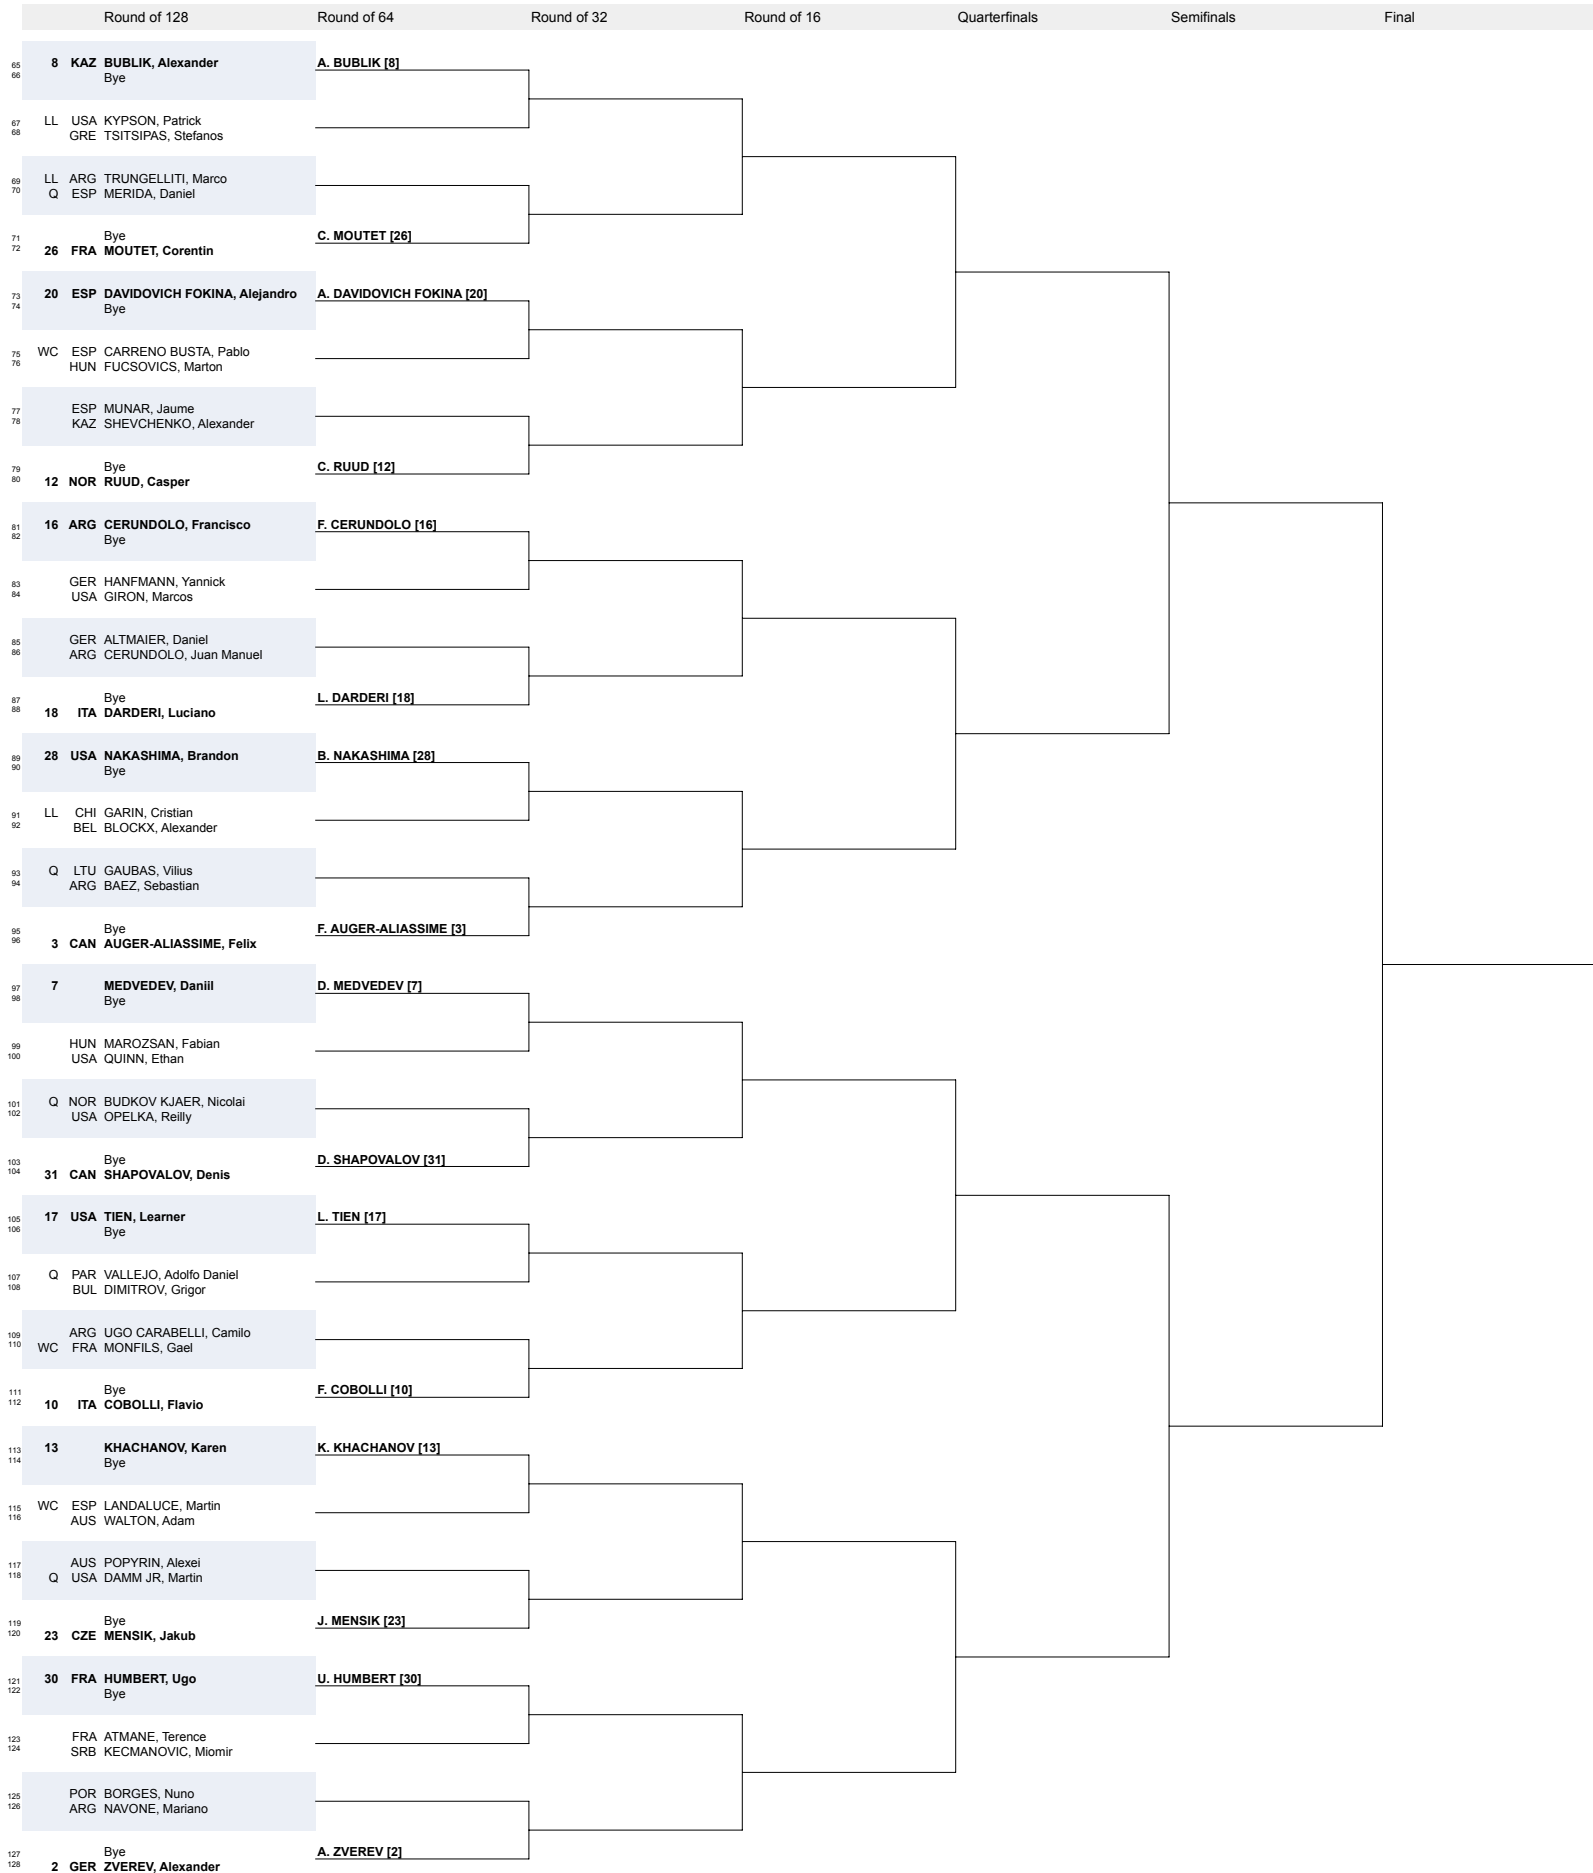 Round of 128 Round of 64 Round of 32 Round of 16 Quarterfinals Semifinals Final
65 8 KAZ BUBLIK, Alexander A. BUBLIK [8]
66 Bye
67 LL USA KYPSON, Patrick
68 GRE TSITSIPAS, Stefanos
69 LL ARG TRUNGELLITI, Marco
70 Q ESP MERIDA, Daniel
71 Bye C. MOUTET [26]
72 26 FRA MOUTET, Corentin
73 20 ESP DAVIDOVICH FOKINA, Alejandro A. DAVIDOVICH FOKINA [20]
74 Bye
75 WC ESP CARRENO BUSTA, Pablo
76 HUN FUCSOVICS, Marton
77 ESP MUNAR, Jaume
78 KAZ SHEVCHENKO, Alexander
79 Bye C. RUUD [12]
80 12 NOR RUUD, Casper
81 16 ARG CERUNDOLO, Francisco F. CERUNDOLO [16]
82 Bye
83 GER HANFMANN, Yannick
84 USA GIRON, Marcos
85 GER ALTMAIER, Daniel
86 ARG CERUNDOLO, Juan Manuel
87 Bye L. DARDERI [18]
88 18 ITA DARDERI, Luciano
89 28 USA NAKASHIMA, Brandon B. NAKASHIMA [28]
90 Bye
91 LL CHI GARIN, Cristian
92 BEL BLOCKX, Alexander
93 Q LTU GAUBAS, Vilius
94 ARG BAEZ, Sebastian
95 Bye F. AUGER-ALIASSIME [3]
96 3 CAN AUGER-ALIASSIME, Felix
97 7 MEDVEDEV, Daniil D. MEDVEDEV [7]
98 Bye
99 HUN MAROZSAN, Fabian
100 USA QUINN, Ethan
101 Q NOR BUDKOV KJAER, Nicolai
102 USA OPELKA, Reilly
103 Bye D. SHAPOVALOV [31]
104 31 CAN SHAPOVALOV, Denis
105 17 USA TIEN, Learner L. TIEN [17]
106 Bye
107 Q PAR VALLEJO, Adolfo Daniel
108 BUL DIMITROV, Grigor
109 ARG UGO CARABELLI, Camilo
110 WC FRA MONFILS, Gael
111 Bye F. COBOLLI [10]
112 10 ITA COBOLLI, Flavio
113 13 KHACHANOV, Karen K. KHACHANOV [13]
114 Bye
115 WC ESP LANDALUCE, Martin
116 AUS WALTON, Adam
117 AUS POPYRIN, Alexei
118 Q USA DAMM JR, Martin
119 Bye J. MENSIK [23]
120 23 CZE MENSIK, Jakub
121 30 FRA HUMBERT, Ugo U. HUMBERT [30]
122 Bye
123 FRA ATMANE, Terence
124 SRB KECMANOVIC, Miomir
125 POR BORGES, Nuno
126 ARG NAVONE, Mariano
127 Bye A. ZVEREV [2]
128 2 GER ZVEREV, Alexander